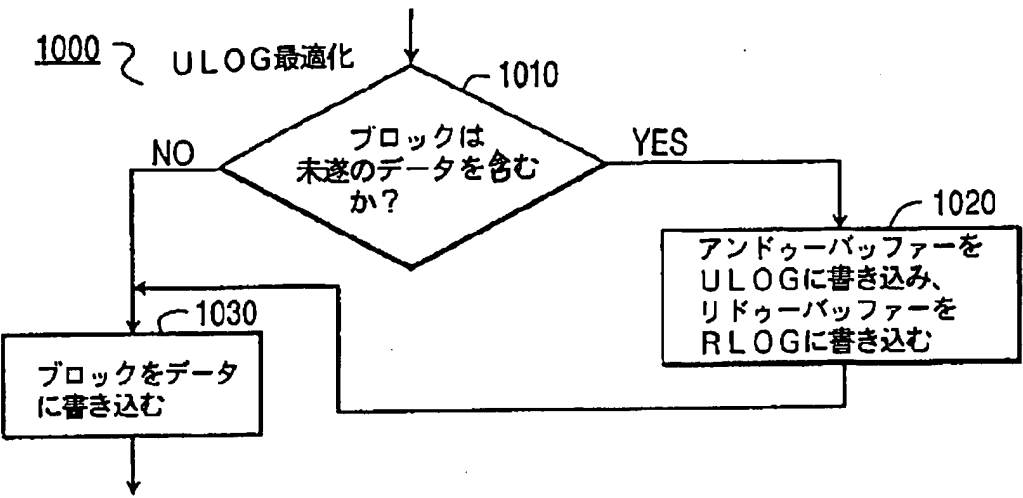 1000
ULOG最適化
1010
ブロックは
未遂のデータを含む
か?
NO
YES
1020
アンドゥーバッファーを
ULOGに書き込み、
リドゥーバッファーを
RLOGに書き込む
1030
ブロックをデータ
に書き込む